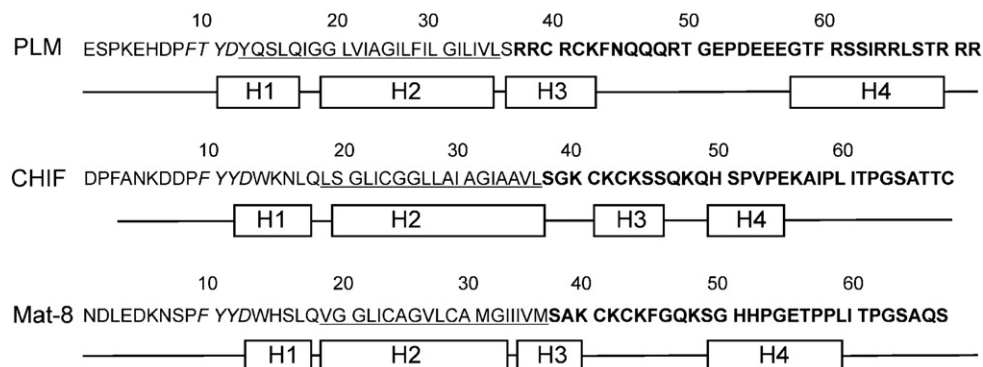 10 20 30 40 50 60
PLM ESPKEHDPFT YDYQSLQIGG LVIAGILFIL GILIVLSRRC RCKFNQQQRT GEPDEEEGTF RSSIRRLSTR RR
H1 H2 H3 H4
10 20 30 40 50 60
CHIF DPFANKDDPF YYDWKNLQLS GLICGGLLAI AGIAAVLSGK CKCKSSQKQH SPVPEKAIPL ITPGSATTC
H1 H2 H3 H4
10 20 30 40 50 60
Mat-8 NDLEDKNSPF YYDWHSLQVG GLICAGVLCA MGIIIVMSAK CKCKFGQKSG HHPGETPPLI TPGSAQS
H1 H2 H3 H4